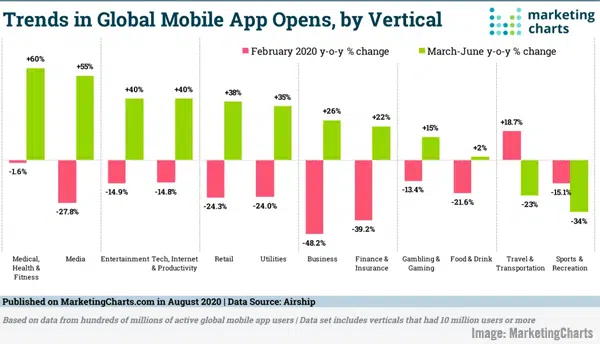 Trends in Global Mobile App Opens, by Vertical
marketing
charts
February 2020 y-o-y % change
March-June y-o-y % change
+60%
+55%
+40%
+40%
+38%
+35%
+26%
+22%
+15%
+2%
+18.7%
-1.6%
-27.8%
-14.9%
-14.8%
-24.3%
-24.0%
-48.2%
-39.2%
-13.4%
-21.6%
-23%
-15.1%
-34%
Medical,
Health &
Fitness
Media
Entertainment
Tech, Internet
& Productivity
Retail
Utilities
Business
Finance &
Insurance
Gambling &
Gaming
Food & Drink
Travel &
Transportation
Sports &
Recreation
Published on MarketingCharts.com in August 2020 | Data Source: Airship
Based on data from hundreds of millions of active global mobile app users | Data set includes verticals that had 10 million users or more
Image: MarketingCharts